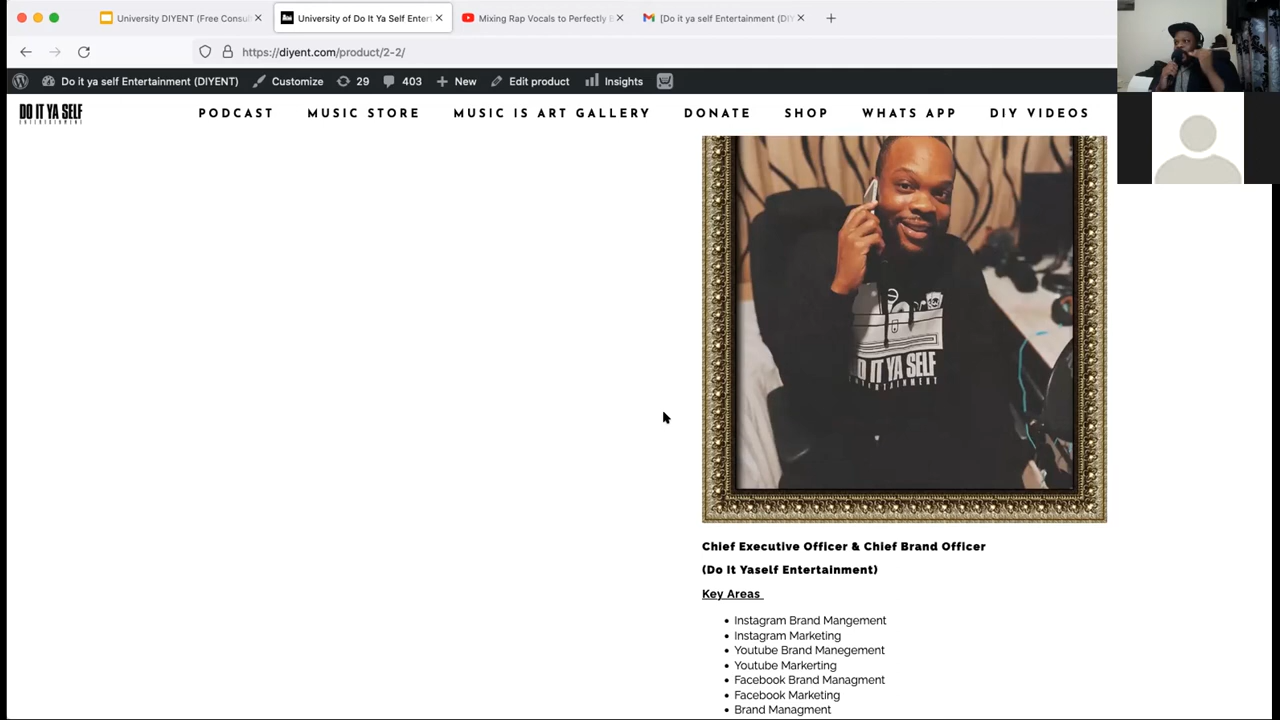 University DIYENT (Free Consul
University of Do It Ya Self Enter
Mixing Rap Vocals to Perfectly
[Do it ya self Entertainment (DIY
https://diyent.com/product/2-2/
Do it ya self Entertainment (DIYENT)
Customize
29
403
New
Edit product
Insights
DO IT YA SELF
ENTERTAINMENT
PODCAST
MUSIC STORE
MUSIC IS ART GALLERY
DONATE
SHOP
WHATS APP
DIY VIDEOS
O IT YA SELF
Chief Executive Officer & Chief Brand Officer
(Do It Yaself Entertainment)
Key Areas
• Instagram Brand Mangement
• Instagram Marketing
• Youtube Brand Manegement
• Youtube Markerting
• Facebook Brand Managment
• Facebook Marketing
• Brand Managment